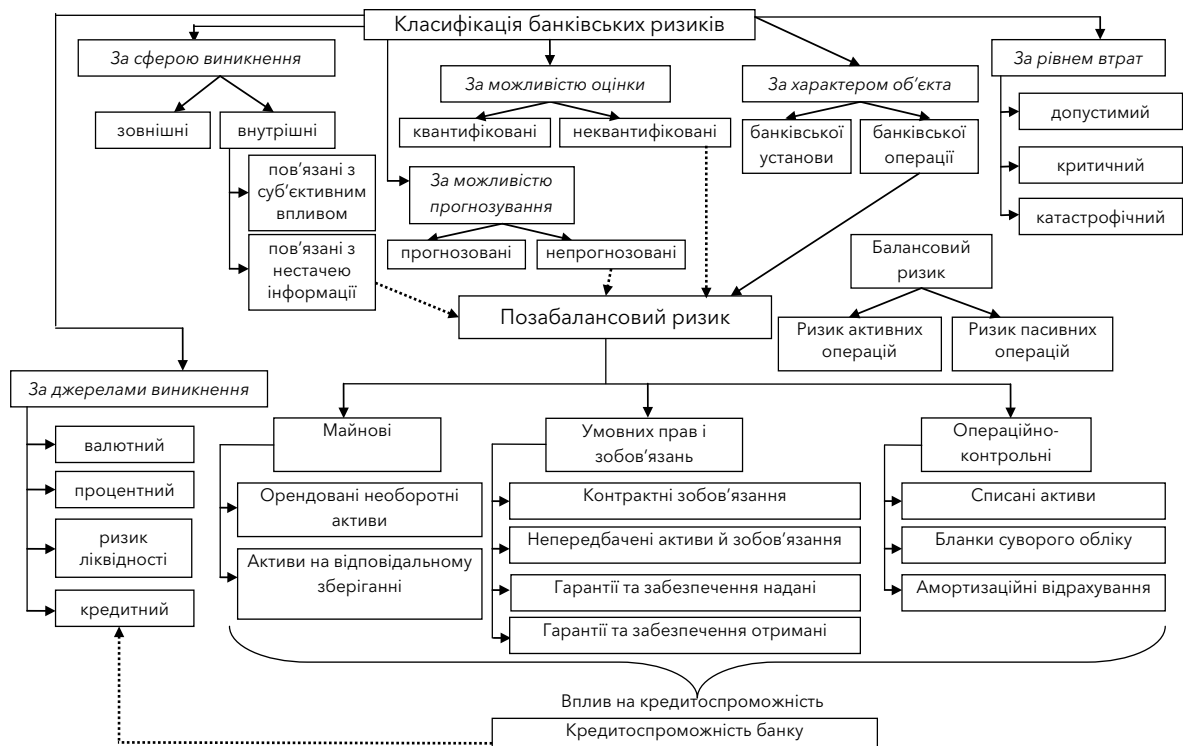 Класифікація банківських ризиків
За сферою виникнення
зовнішні
внутрішні
пов'язані з
суб'єктивним
впливом
пов'язані з
нестачею
інформації
За можливістю оцінки
квантифіковані
неквантифіковані
За можливістю
прогнозування
прогнозовані
непрогнозовані
За характером об'єкта
банківської
установи
банківської
операції
За рівнем втрат
допустимий
критичний
катастрофічний
Балансовий
ризик
Ризик активних
операцій
Ризик пасивних
операцій
Позабалансовий ризик
За джерелами виникнення
валютний
процентний
ризик
ліквідності
кредитний
Майнові
Орендовані необоротні
активи
Активи на відповідальному
зберіганні
Умовних прав і
зобов'язань
Контрактні зобов'язання
Непередбачені активи й зобов'язання
Гарантії та забезпечення надані
Гарантії та забезпечення отримані
Операційно-
контрольні
Списані активи
Бланки суворого обліку
Амортизаційні відрахування
Вплив на кредитоспроможність
Кредитоспроможність банку